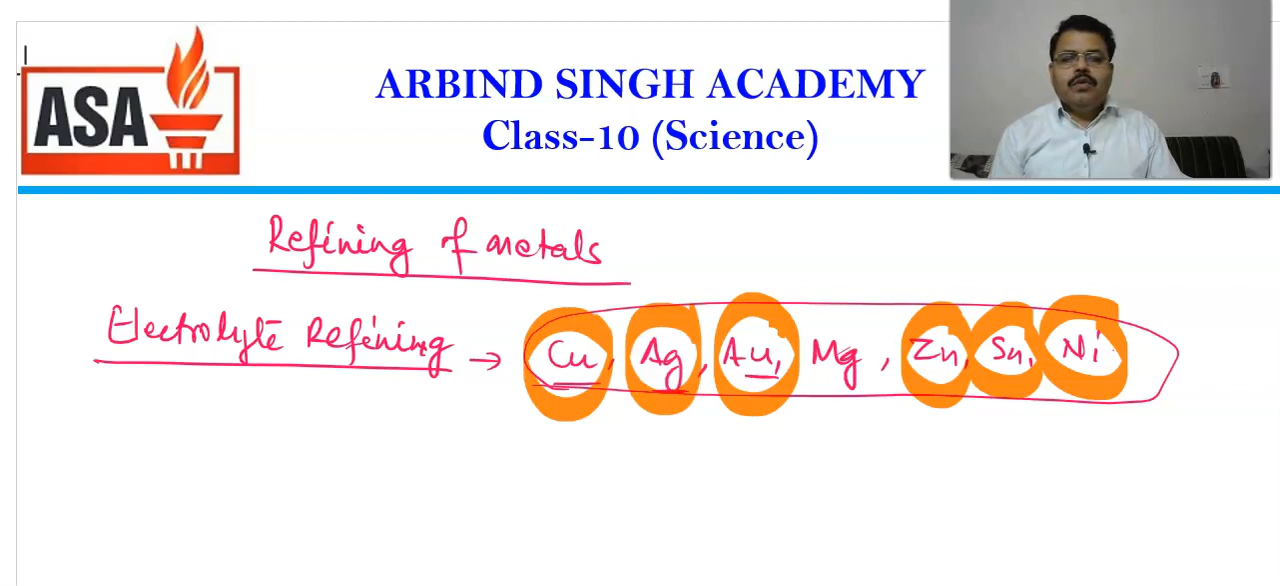 ASA
ARBIND SINGH ACADEMY
Class-10 (Science)
Refining of metals
Electrolyte Refining → Cu, Ag, Au, Mg, Zn, Sn, Ni